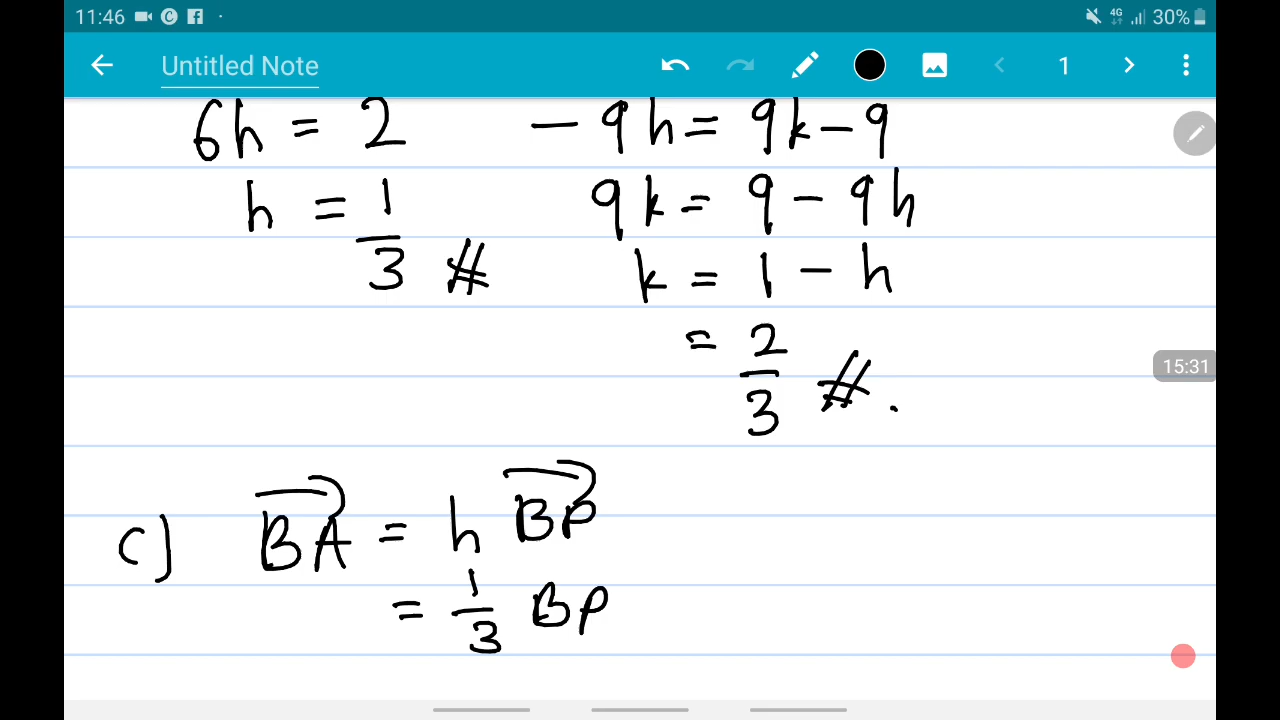 11:46 4G 30%
Untitled Note 1
6h = 2 - 9h = 9k - 9
h = 1/3 # 9k = 9 - 9h
k = 1 - h
= 2/3 #.
15:31
c) BA = h BP
= 1/3 BP